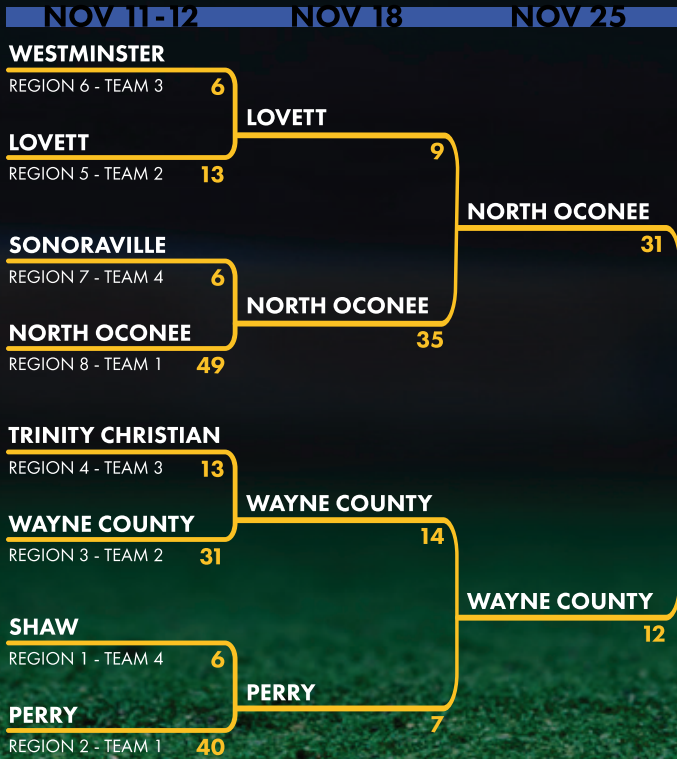 NOV 11-12 NOV 18 NOV 25
WESTMINSTER
REGION 6 - TEAM 3 6
LOVETT
9
LOVETT
REGION 5 - TEAM 2 13
NORTH OCONEE
31
SONORAVILLE
REGION 7 - TEAM 4 6
NORTH OCONEE
35
NORTH OCONEE
REGION 8 - TEAM 1 49
TRINITY CHRISTIAN
REGION 4 - TEAM 3 13
WAYNE COUNTY
14
WAYNE COUNTY
REGION 3 - TEAM 2 31
WAYNE COUNTY
12
SHAW
REGION 1 - TEAM 4 6
PERRY
7
PERRY
REGION 2 - TEAM 1 40